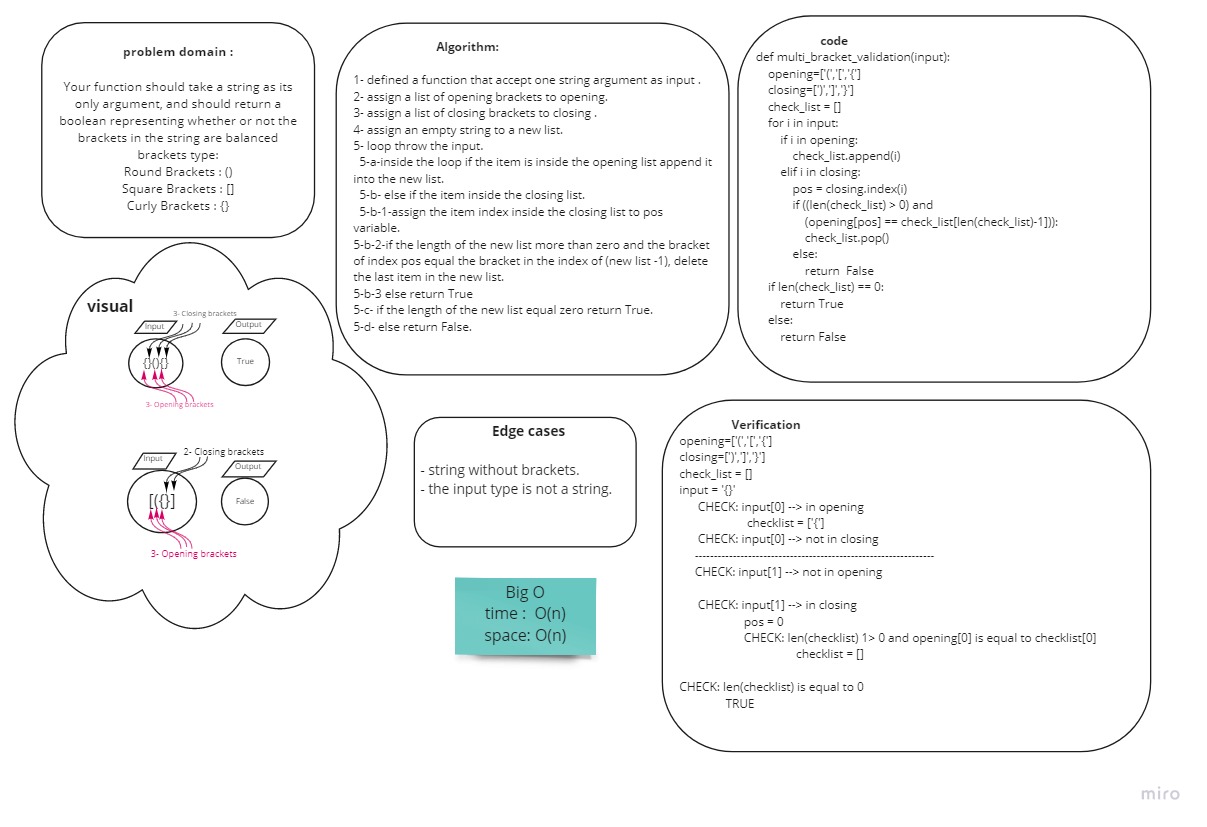 problem domain :
Your function should take a string as its
only argument, and should return a
boolean representing whether or not the
brackets in the string are balanced
brackets type:
Round Brackets : ()
Square Brackets : []
Curly Brackets : {}
Algorithm:
1- defined a function that accept one string argument as input .
2- assign a list of opening brackets to opening.
3- assign a list of closing brackets to closing .
4- assign an empty string to a new list.
5- loop throw the input.
5-a-inside the loop if the item is inside the opening list append it
into the new list.
5-b- else if the item inside the closing list.
5-b-1-assign the item index inside the closing list to pos
variable.
5-b-2-if the length of the new list more than zero and the bracket
of index pos equal the bracket in the index of (new list -1), delete
the last item in the new list.
5-b-3 else return True
5-c- if the length of the new list equal zero return True.
5-d- else return False.
code
def multi_bracket_validation(input):
opening=['(','[','{']
closing=[')',']','}']
check_list = []
for i in input:
if i in opening:
check_list.append(i)
elif i in closing:
pos = closing.index(i)
if ((len(check_list) > 0) and
(opening[pos] == check_list[len(check_list)-1])):
check_list.pop()
else:
return  False
if len(check_list) == 0:
return True
else:
return False
visual
3- Closing brackets
Input
Output
{}(){}
True
3- Opening brackets
2- Closing brackets
Input
Output
[({}]
False
3- Opening brackets
Edge cases
- string without brackets.
- the input type is not a string.
Big O
time :  O(n)
space: O(n)
Verification
opening=['(','[','{']
closing=[')',']','}']
check_list = []
input = '{}'
CHECK: input[0] --> in opening
checklist = ['{']
CHECK: input[0] --> not in closing
CHECK: input[1] --> not in opening
CHECK: input[1] --> in closing
pos = 0
CHECK: len(checklist) 1> 0 and opening[0] is equal to checklist[0]
checklist = []
CHECK: len(checklist) is equal to 0
TRUE
miro